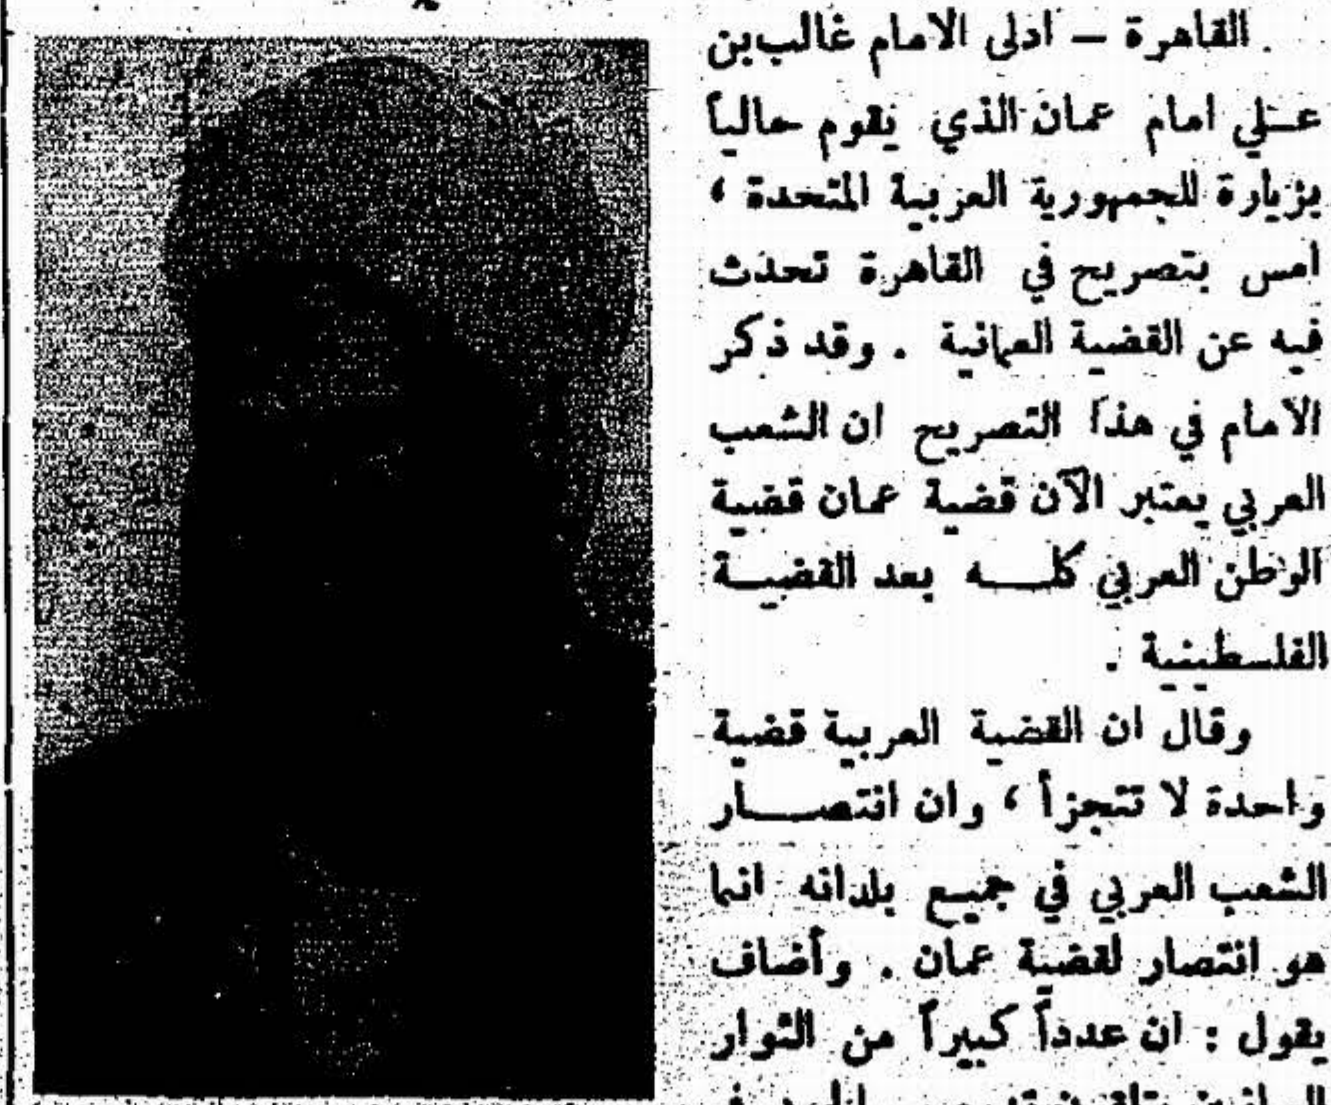 القاهرة – ادلى الامام غالب بن
عـلي امام عمان الذي يقوم حالياً
بزيارة للجمهورية العربية المتحدة ،
امس بتصريح في القاهرة تحدث
فيه عن القضية العمانية . وقد ذكر
الامام في هذا التصريح ان الشعب
العربي يعتبر الآن قضية عمان قضية
الوطن العربي كلـــه بعد القضيـة
الفلسطينية .
وقال ان القضية العربية قضية
واحدة لا تتجزأ ، وان انتصـــار
الشعب العربي في جميع بلدانه انما
هو انتصار لقضية عمان . وأضاف
يقول : ان عدداً كبيراً من الثوار